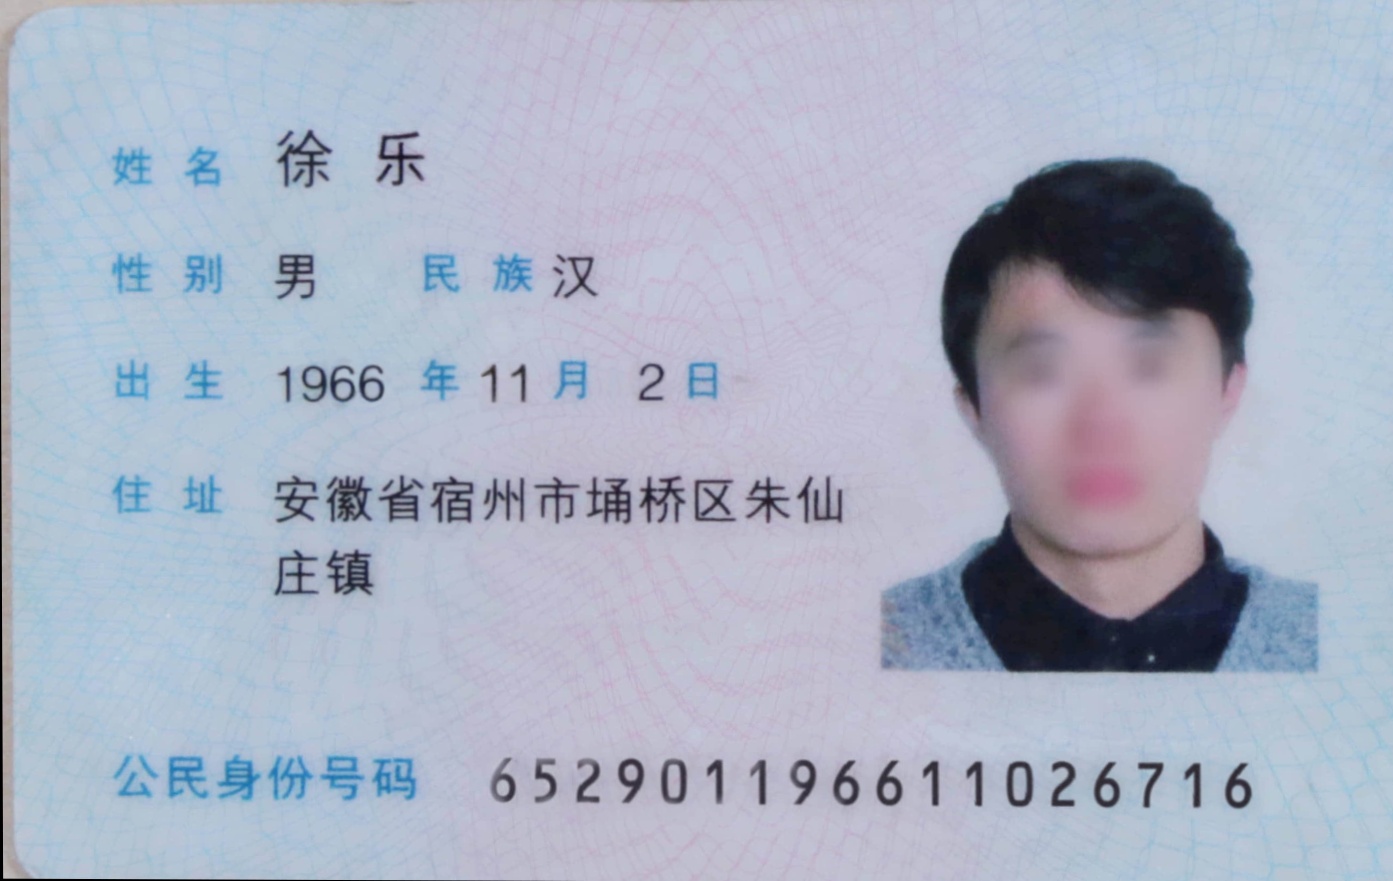 姓名 徐乐
性别 男 民族 汉
出生 1966 年 11 月 2 日
住址 安徽省宿州市埇桥区朱仙
庄镇
公民身份号码 652901196611026716